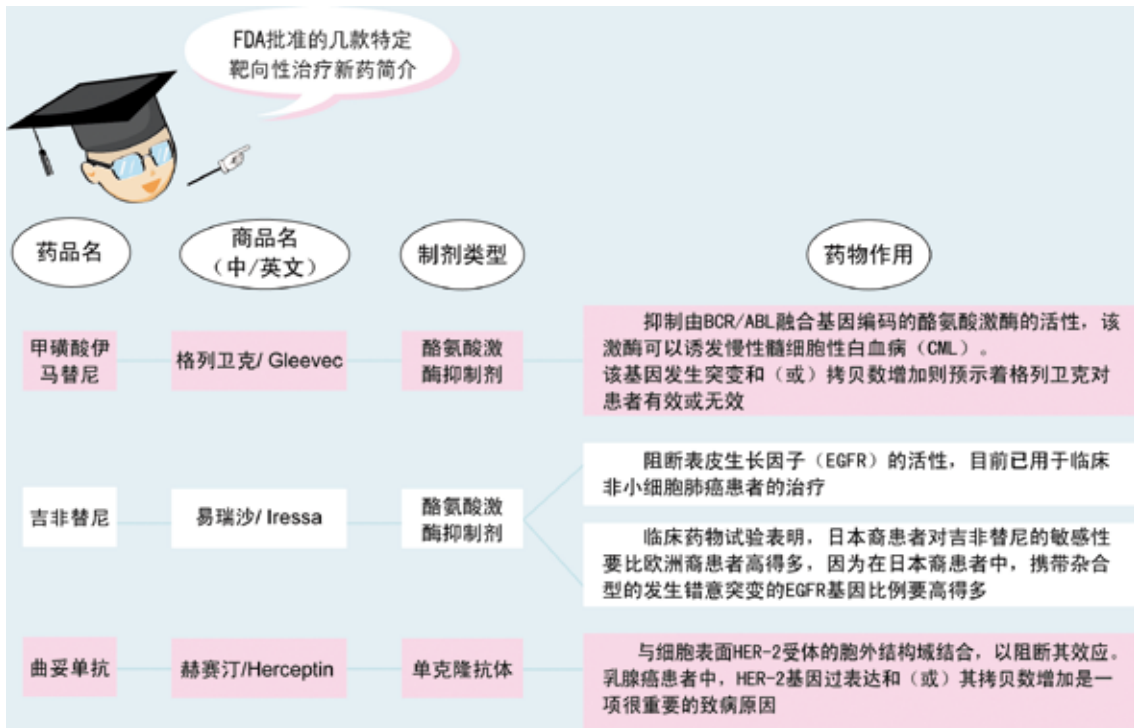 FDA批准的几款特定
靶向性治疗新药简介
药品名
商品名
（中/英文）
制剂类型
药物作用
甲磺酸伊
马替尼
格列卫克/ Gleevec
酪氨酸激
酶抑制剂
抑制由BCR/ABL融合基因编码的酪氨酸激酶的活性，该
激酶可以诱发慢性髓细胞性白血病（CML）。
该基因发生突变和（或）拷贝数增加则预示着格列卫克对
患者有效或无效
吉非替尼
易瑞沙/ Iressa
酪氨酸激
酶抑制剂
阻断表皮生长因子（EGFR）的活性，目前已用于临床
非小细胞肺癌患者的治疗
临床药物试验表明，日本裔患者对吉非替尼的敏感性
要比欧洲裔患者高得多，因为在日本裔患者中，携带杂合
型的发生错意突变的EGFR基因比例要高得多
曲妥单抗
赫赛汀/Herceptin
单克隆抗体
与细胞表面HER-2受体的胞外结构域结合，以阻断其效应。
乳腺癌患者中，HER-2基因过表达和（或）其拷贝数增加是一
项很重要的致病原因